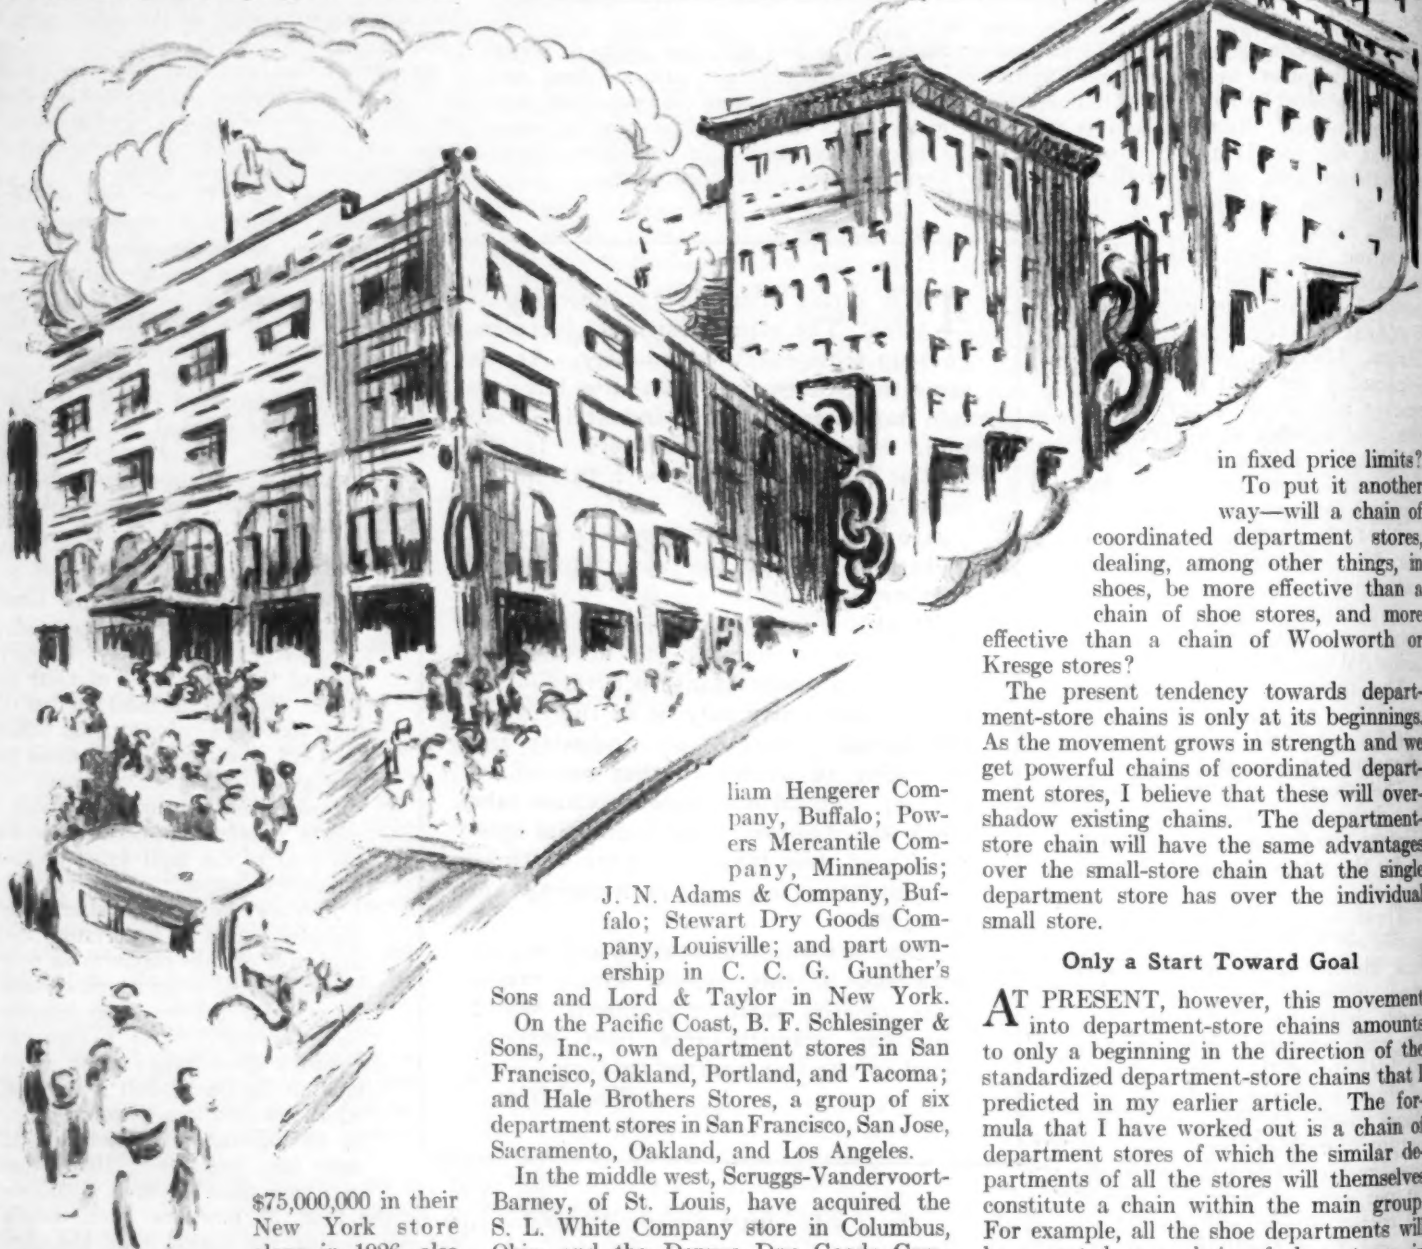 $75,000,000 in their
New York store
liam Hengerer Com-
pany, Buffalo; Pow-
ers Mercantile Com-
pany, Minneapolis;
J. N. Adams & Company, Buf-
falo; Stewart Dry Goods Com-
pany, Louisville; and part own-
ership in C. C. G. Gunther's
Sons and Lord & Taylor in New York.
On the Pacific Coast, B. F. Schlesinger &
Sons, Inc., own department stores in San
Francisco, Oakland, Portland, and Tacoma;
and Hale Brothers Stores, a group of six
department stores in San Francisco, San Jose,
Sacramento, Oakland, and Los Angeles.
In the middle west, Scruggs-Vandervoort-
Barney, of St. Louis, have acquired the
S. L. White Company store in Columbus,
in fixed price limits?
To put it another
way—will a chain of
coordinated department stores,
dealing, among other things, in
shoes, be more effective than a
chain of shoe stores, and more
effective than a chain of Woolworth or
Kresge stores?
The present tendency towards depart-
ment-store chains is only at its beginnings.
As the movement grows in strength and we
get powerful chains of coordinated depart-
ment stores, I believe that these will over-
shadow existing chains. The department-
store chain will have the same advantages
over the small-store chain that the single
department store has over the individual
small store.
Only a Start Toward Goal
AT PRESENT, however, this movement
into department-store chains amounts
to only a beginning in the direction of the
standardized department-store chains that I
predicted in my earlier article. The for-
mula that I have worked out is a chain of
department stores of which the similar de-
partments of all the stores will themselves
constitute a chain within the main group
For example, all the shoe departments will